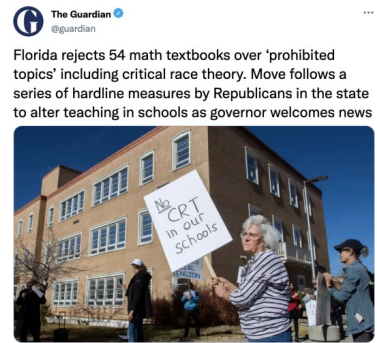 The Guardian
@guardian
Florida rejects 54 math textbooks over ‘prohibited
topics’ including critical race theory. Move follows a
series of hardline measures by Republicans in the state
to alter teaching in schools as governor welcomes news
No
CRT
in our
schools